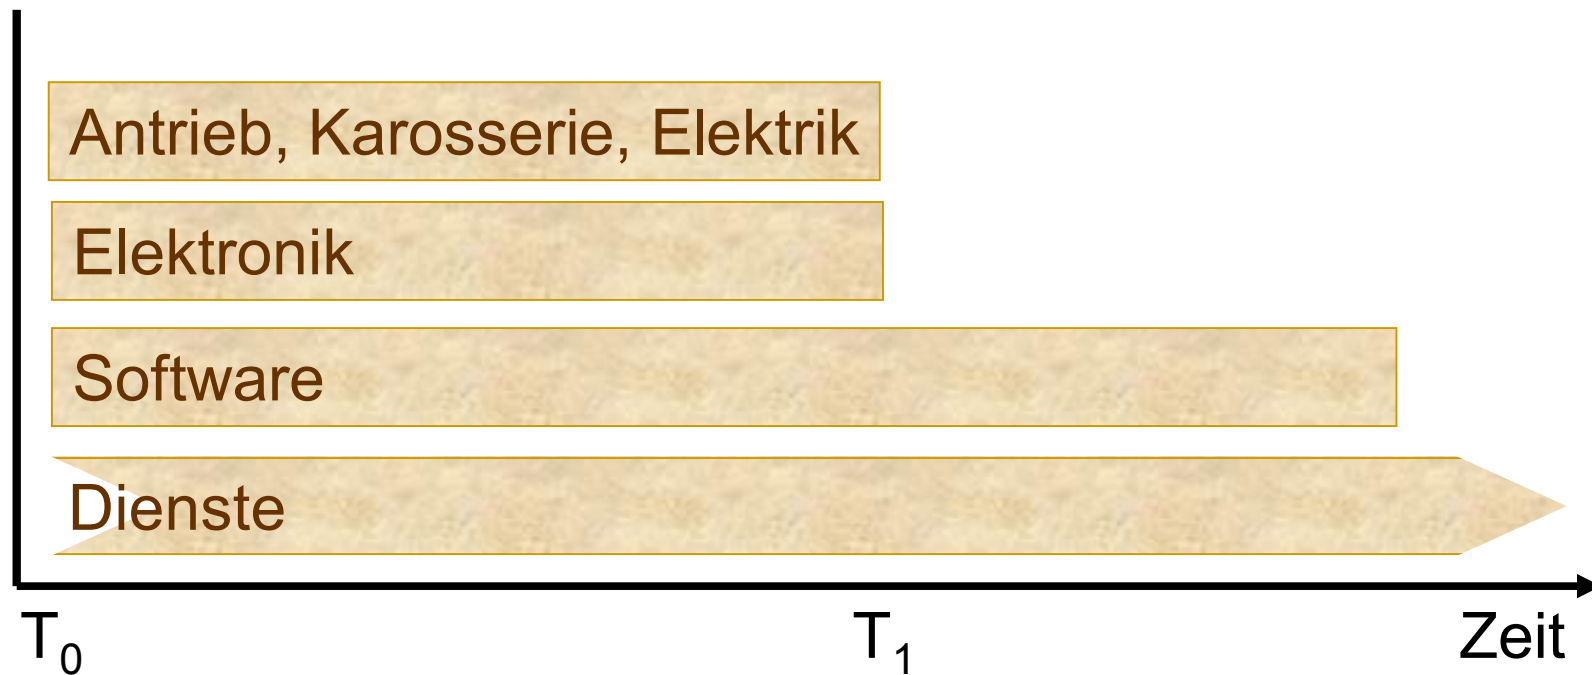 Antrieb, Karosserie, Elektrik
Elektronik
Software
Dienste
T₀ T₁ Zeit